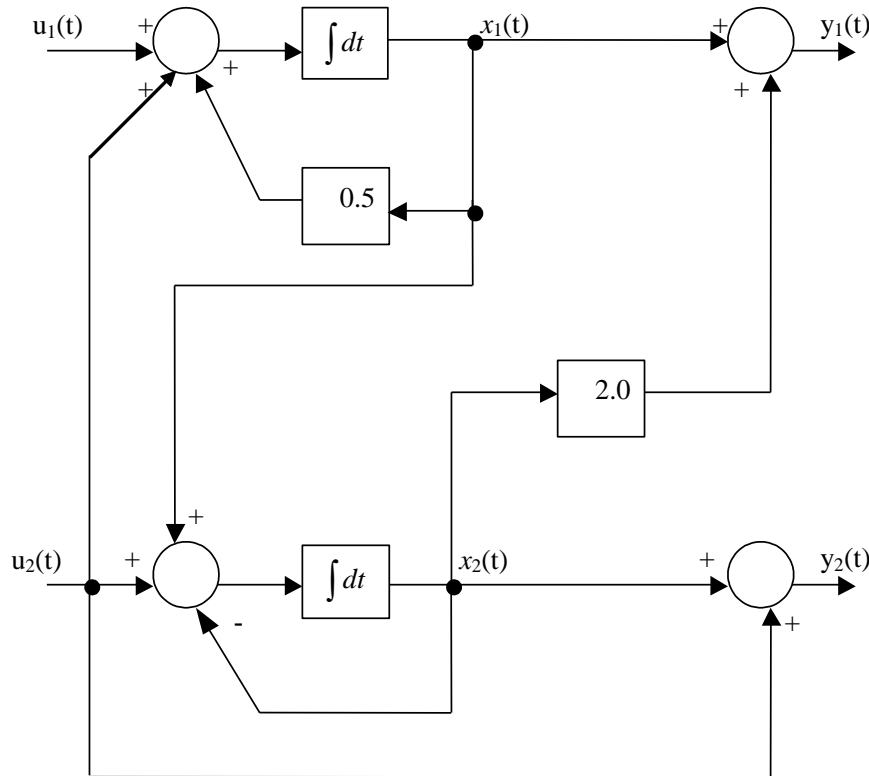 u₁(t)
+
+
+
∫dt
x₁(t)
+
+
y₁(t)
0.5
2.0
+
u₂(t)
+
-
∫dt
x₂(t)
+
+
y₂(t)